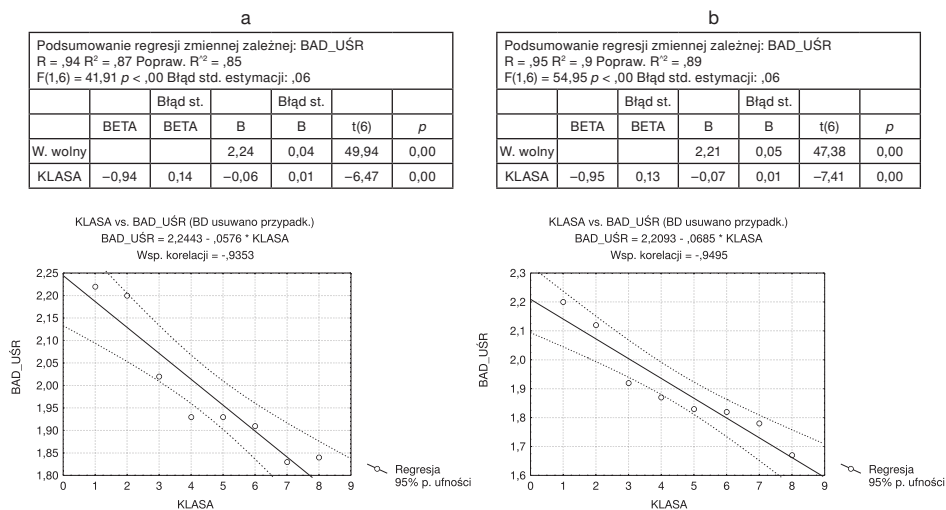 a
Podsumowanie regresji zmiennej zależnej: BAD_UŚR
R = ,94 R² = ,87 Popraw. R^² = ,85
F(1,6) = 41,91 p < ,00 Błąd std. estymacji: ,06
Błąd st. Błąd st.
BETA BETA B B t(6) p
W. wolny 2,24 0,04 49,94 0,00
KLASA −0,94 0,14 −0,06 0,01 −6,47 0,00
KLASA vs. BAD_UŚR (BD usuwano przypadk.)
BAD_UŚR = 2,2443 - ,0576 * KLASA
Wsp. korelacji = -,9353
2,25
2,20
2,15
2,10
2,05
2,00
1,95
1,90
1,85
1,80
BAD_UŚR
0 1 2 3 4 5 6 7 8 9
KLASA
Regresja
95% p. ufności
b
Podsumowanie regresji zmiennej zależnej: BAD_UŚR
R = ,95 R² = ,9 Popraw. R^² = ,89
F(1,6) = 54,95 p < ,00 Błąd std. estymacji: ,06
Błąd st. Błąd st.
BETA BETA B B t(6) p
W. wolny 2,21 0,05 47,38 0,00
KLASA −0,95 0,13 −0,07 0,01 −7,41 0,00
KLASA vs. BAD_UŚR (BD usuwano przypadk.)
BAD_UŚR = 2,2093 - ,0685 * KLASA
Wsp. korelacji = -,9495
2,3
2,2
2,1
2,0
1,9
1,8
1,7
1,6
BAD_UŚR
0 1 2 3 4 5 6 7 8 9
KLASA
Regresja
95% p. ufności